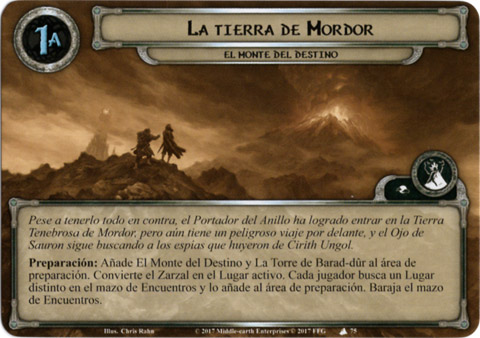 1A
La tierra de Mordor
El Monte del Destino
Pese a tenerlo todo en contra, el Portador del Anillo ha logrado entrar en la Tierra
Tenebrosa de Mordor, pero aún tiene un peligroso viaje por delante, y el Ojo de
Sauron sigue buscando a los espias que huyeron de Cirith Ungol.
Preparación: Añade El Monte del Destino y La Torre de Barad-dûr al área de
preparación. Convierte el Zarzal en el Lugar activo. Cada jugador busca un Lugar
distinto en el mazo de Encuentros y lo añade al área de preparación. Baraja el mazo
de Encuentros.
Illus. Chris Rahn © 2017 Middle-earth Enterprises © 2017 FFG 75